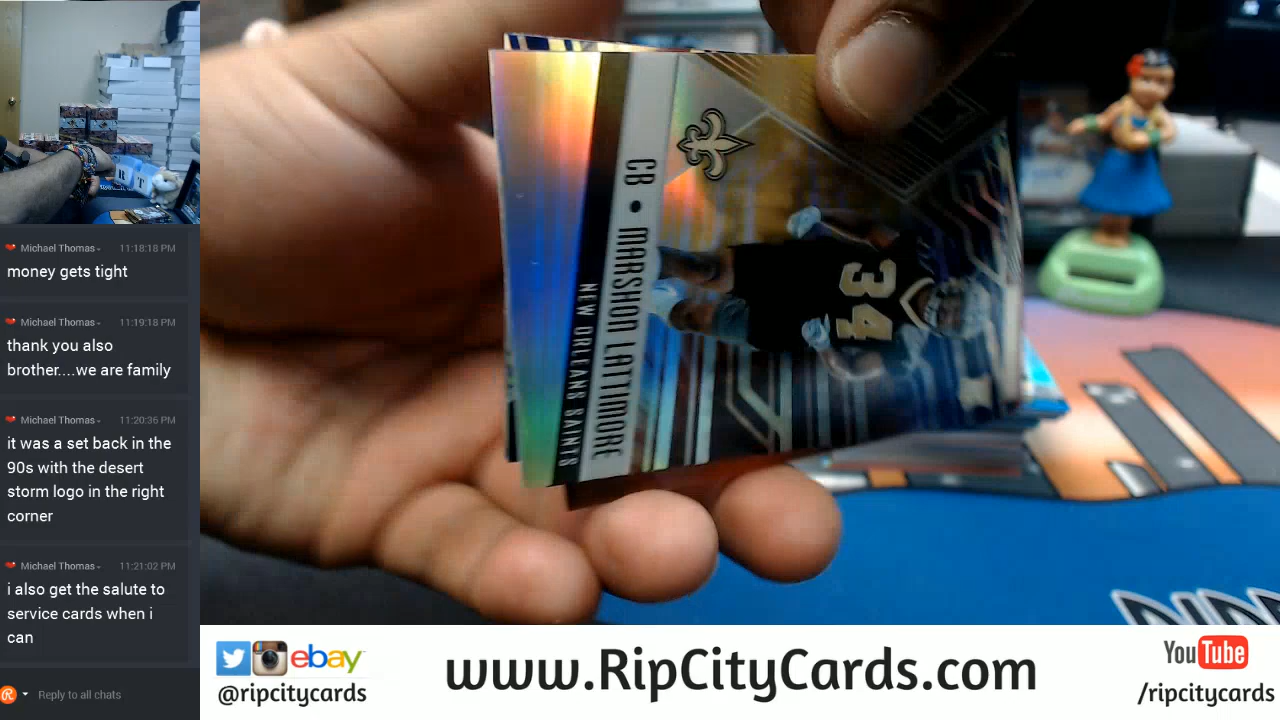 Michael Thomas 11:18:18 PM
money gets tight
Michael Thomas 11:19:18 PM
thank you also
brother....we are family
Michael Thomas 11:20:36 PM
it was a set back in the
90s with the desert
storm logo in the right
corner
Michael Thomas 11:21:02 PM
i also get the salute to
service cards when i
can
Reply to all chats
CB • MARSHON LATTIMORE
NEW ORLEANS SAINTS
34
R T
ebay
@ripcitycards
www.RipCityCards.com
YouTube
/ripcitycards